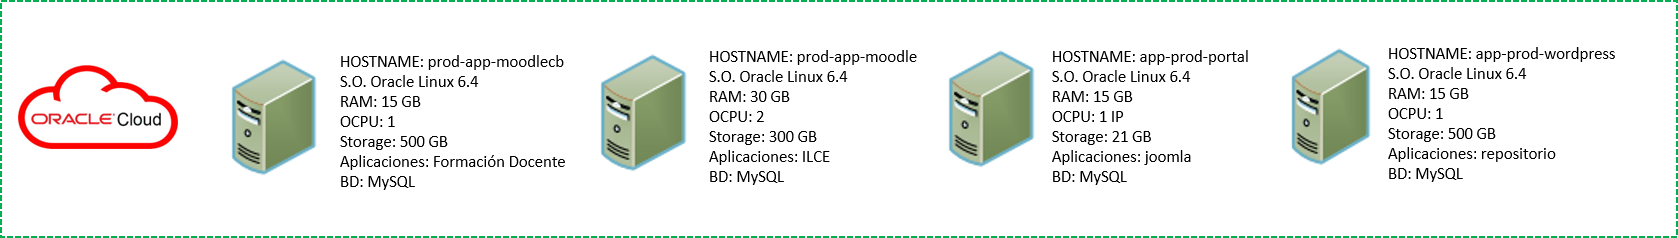 ORACLE Cloud
HOSTNAME: prod-app-moodlecb
S.O. Oracle Linux 6.4
RAM: 15 GB
OCPU: 1
Storage: 500 GB
Aplicaciones: Formación Docente
BD: MySQL
HOSTNAME: prod-app-moodle
S.O. Oracle Linux 6.4
RAM: 30 GB
OCPU: 2
Storage: 300 GB
Aplicaciones: ILCE
BD: MySQL
HOSTNAME: app-prod-portal
S.O. Oracle Linux 6.4
RAM: 15 GB
OCPU: 1 IP
Storage: 21 GB
Aplicaciones: joomla
BD: MySQL
HOSTNAME: app-prod-wordpress
S.O. Oracle Linux 6.4
RAM: 15 GB
OCPU: 1
Storage: 500 GB
Aplicaciones: repositorio
BD: MySQL